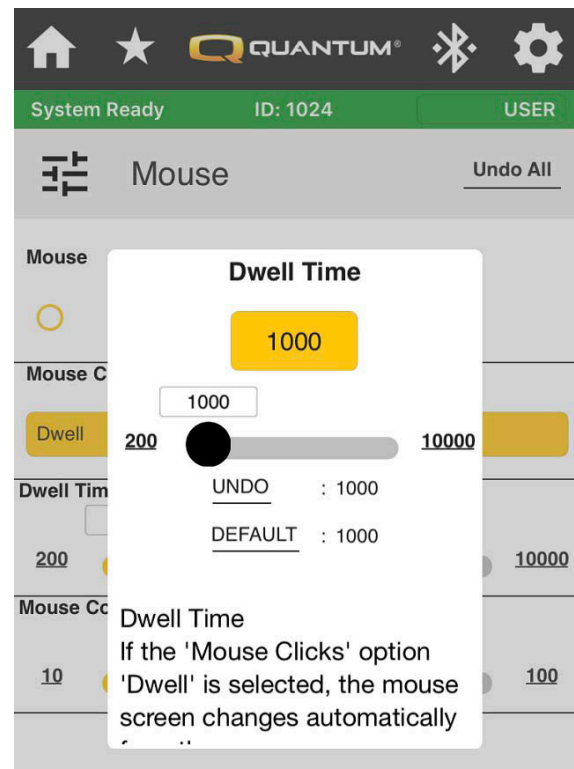 QUANTUM®
System Ready ID: 1024 USER
Mouse Undo All
Mouse
Mouse C
Dwell
Dwell Tim
200 10000
Mouse Co
10 100
Dwell Time
1000
1000
200 10000
UNDO : 1000
DEFAULT : 1000
Dwell Time
If the 'Mouse Clicks' option
'Dwell' is selected, the mouse
screen changes automatically